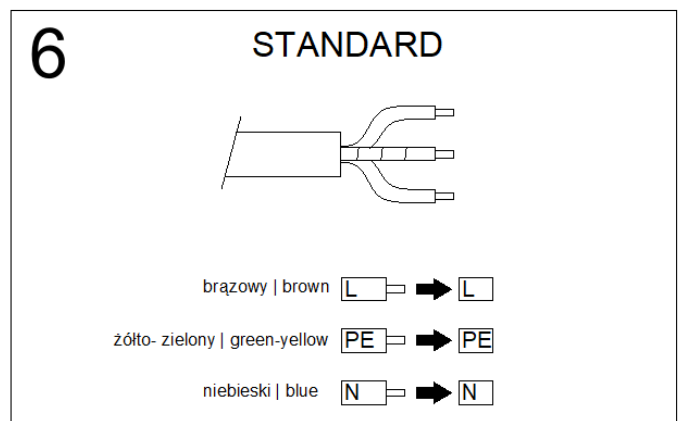 6
STANDARD
brązowy | brown L L
żółto- zielony | green-yellow PE PE
niebieski | blue N N